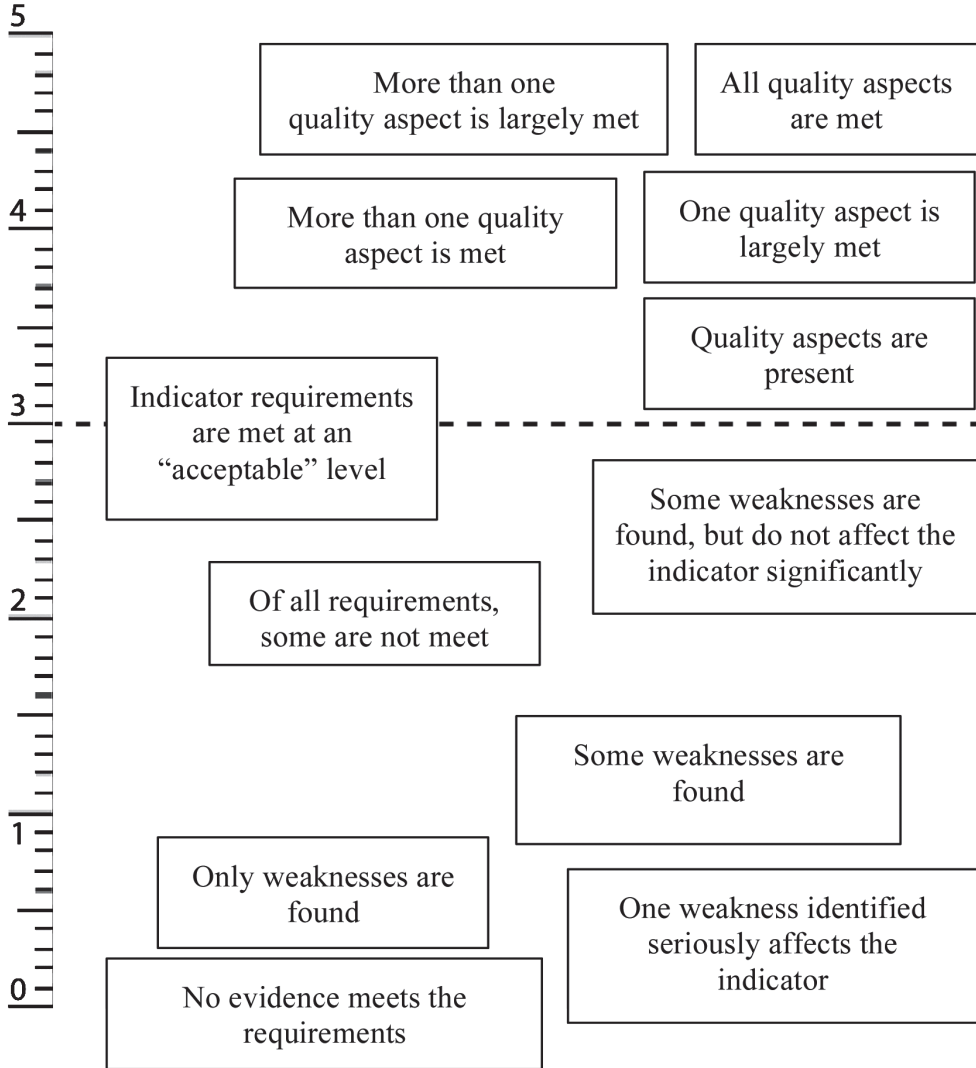 5
More than one
quality aspect is largely met
All quality aspects
are met
4
More than one quality
aspect is met
One quality aspect is
largely met
Quality aspects are
present
3
Indicator requirements
are met at an
“acceptable” level
Some weaknesses are
found, but do not affect the
indicator significantly
2
Of all requirements,
some are not meet
Some weaknesses are
found
1
Only weaknesses are
found
One weakness identified
seriously affects the
indicator
0
No evidence meets the
requirements